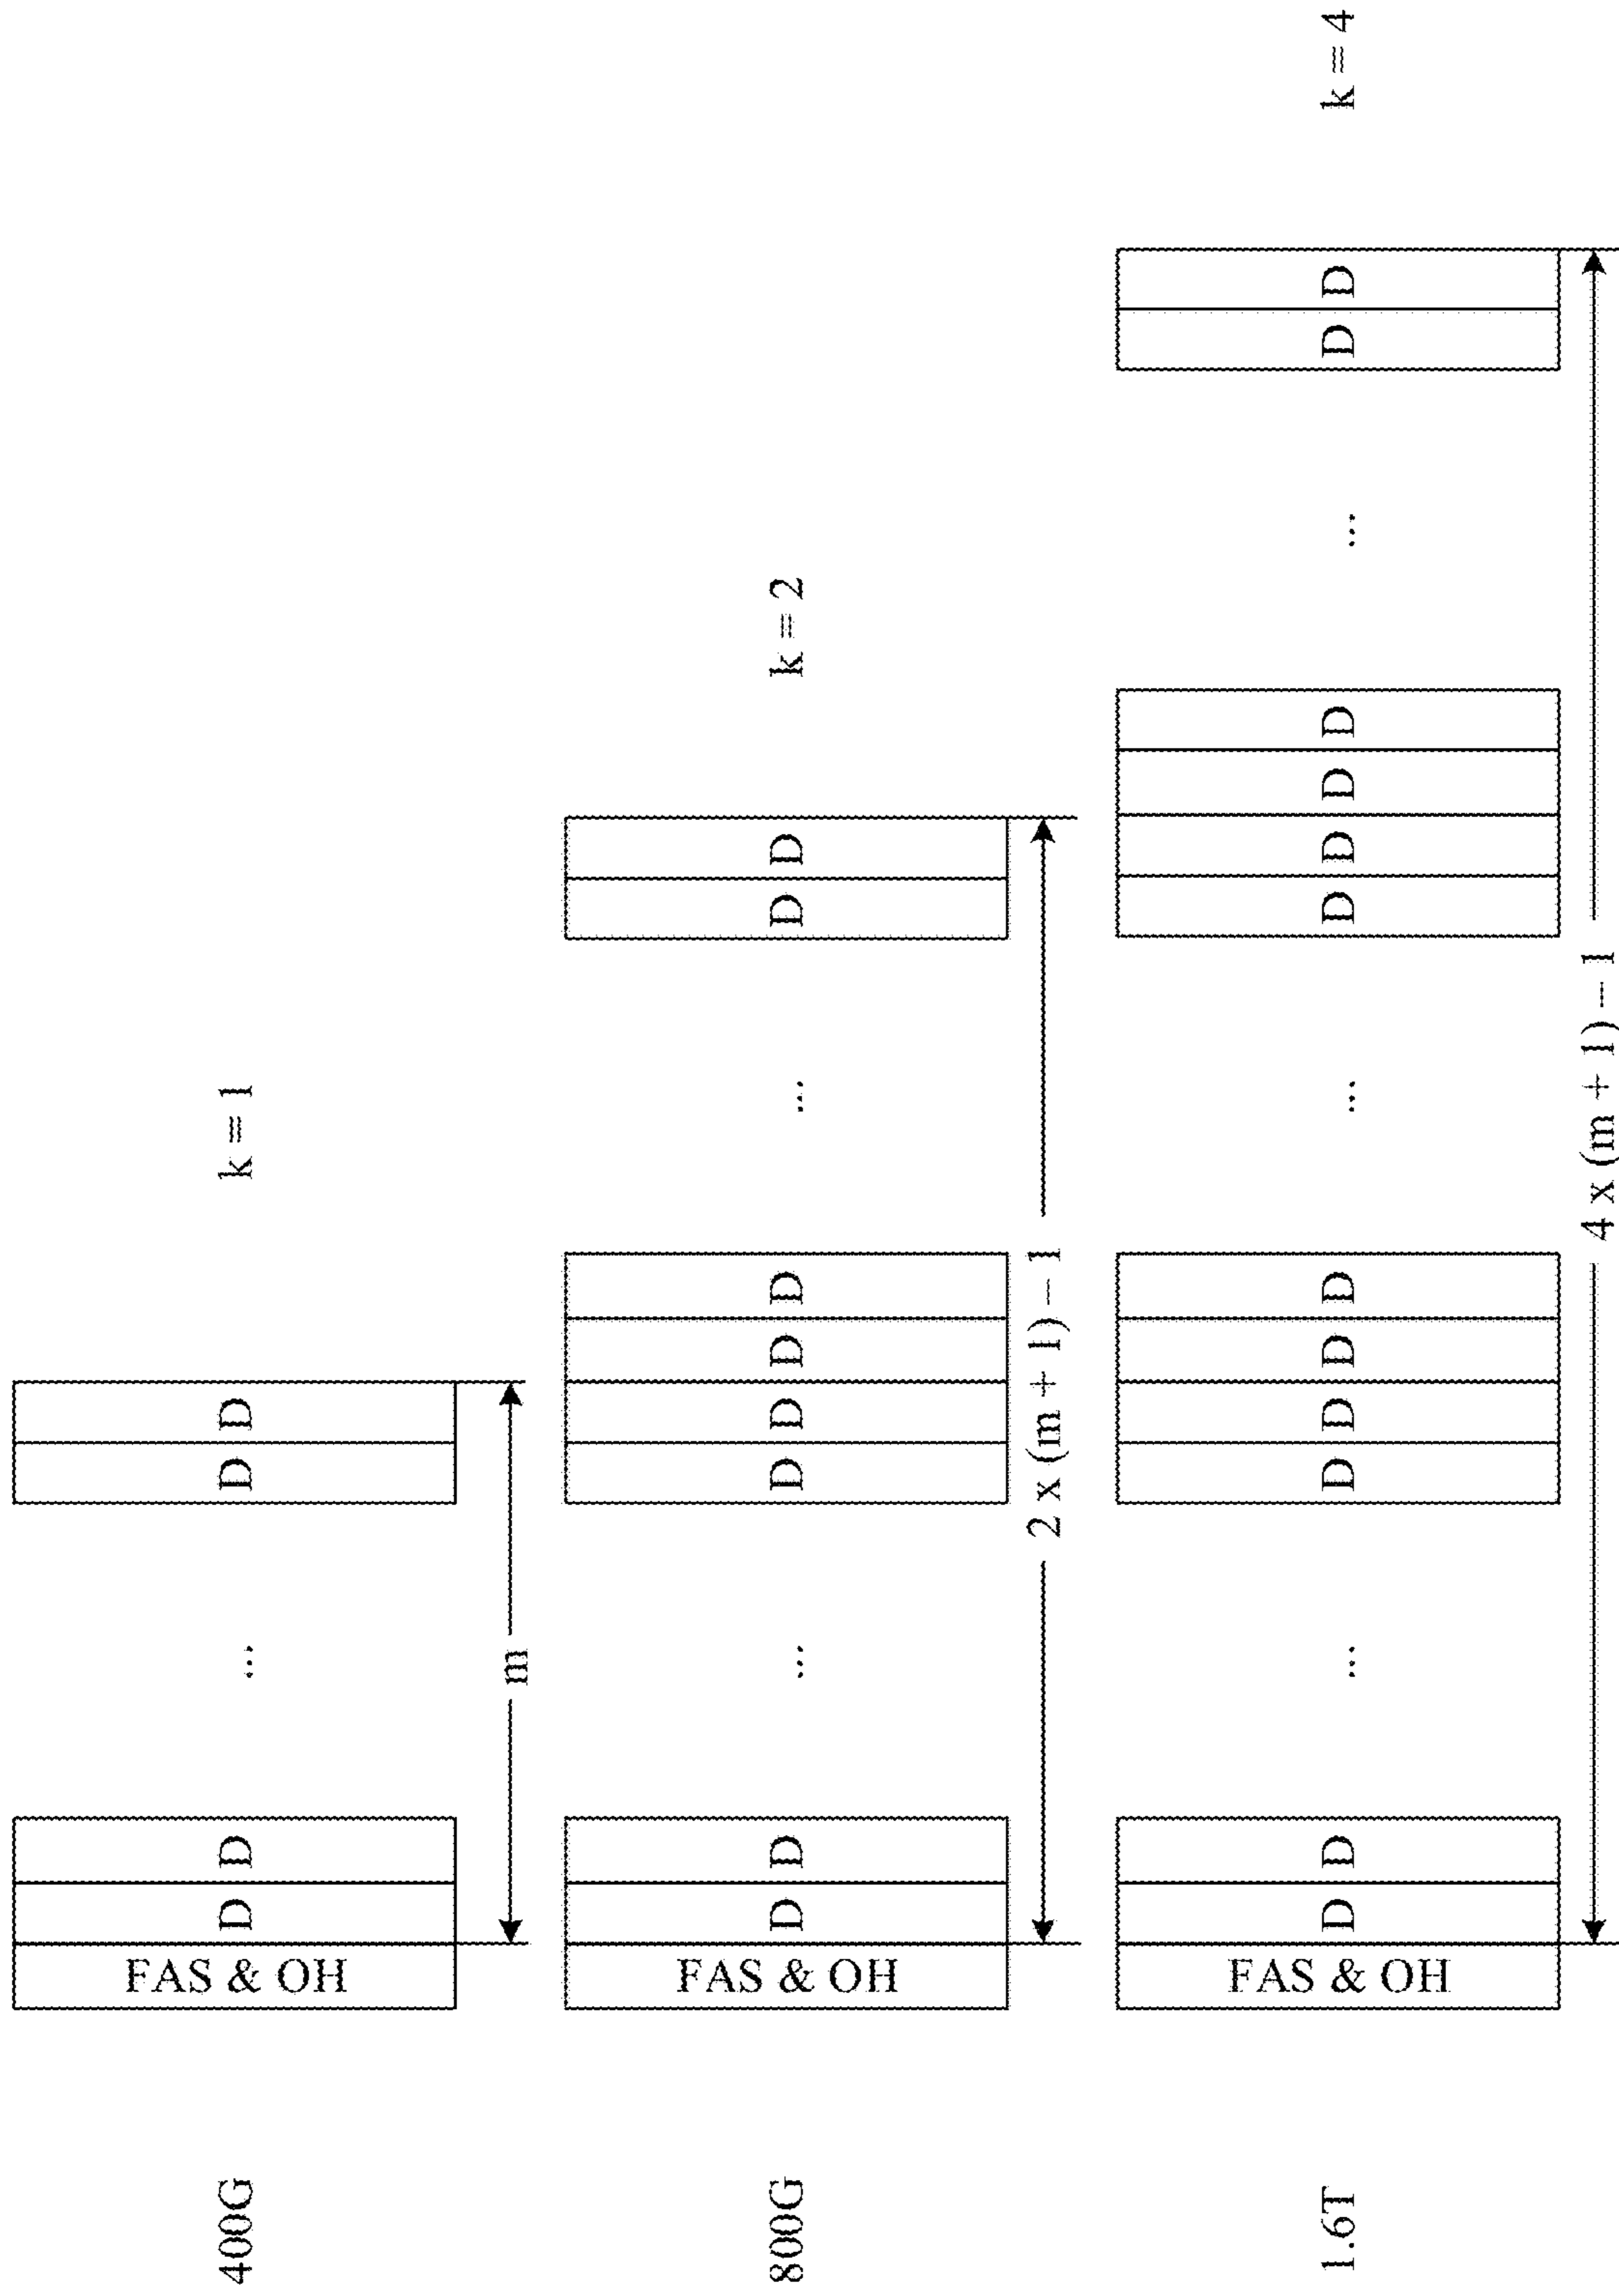 400G
FAS & OH D D ... D D
k = 1
m
800G
FAS & OH D D ... D D D D ... D D
k = 2
2 x (m + 1) – 1
1.6T
FAS & OH D D ... D D D D ... D D D D ... D D
k = 4
4 x (m + 1) – 1